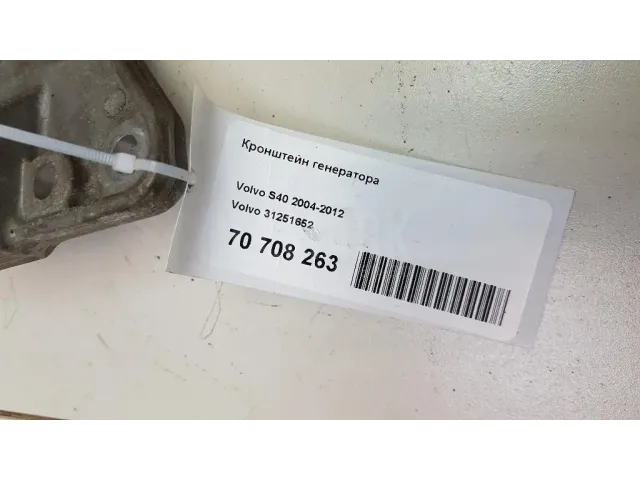 Кронштейн генератора
Volvo S40 2004-2012
Volvo 31251652
70 708 263